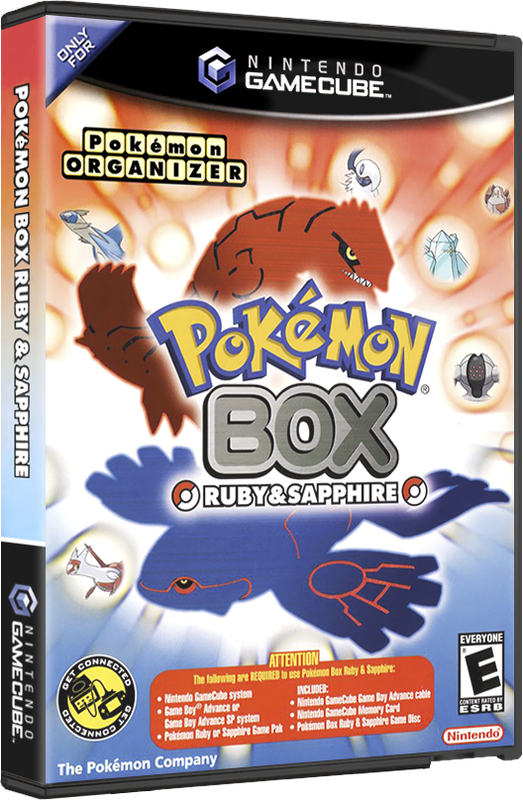 POKÉMON BOX RUBY & SAPPHIRE
NINTENDO
GAMECUBE™
ONLY
FOR
NINTENDO
GAMECUBE™
Pokémon
ORGANIZER
POKéMON®
BOX
RUBY&SAPPHIRE
ATTENTION
The following are REQUIRED to use Pokémon Box Ruby & Sapphire:
• Nintendo GameCube system
• Game Boy® Advance or
Game Boy Advance SP system
• Pokémon Ruby or Sapphire Game Pak
INCLUDED:
• Nintendo GameCube Game Boy Advance cable
• Nintendo GameCube Memory Card
• Pokémon Box Ruby & Sapphire Game Disc
GET CONNECTED
GET CONNECTED
The Pokémon Company
EVERYONE
E
CONTENT RATED BY
ESRB
Nintendo®